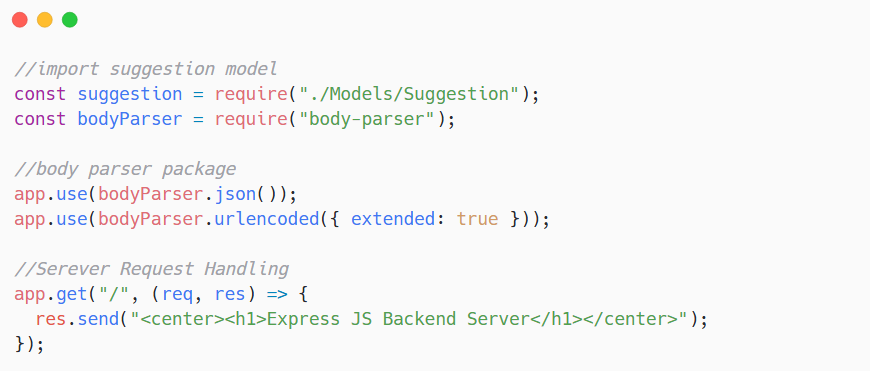 //import suggestion model
const suggestion = require("./Models/Suggestion");
const bodyParser = require("body-parser");
//body parser package
app.use(bodyParser.json());
app.use(bodyParser.urlencoded({ extended: true }));
//Serever Request Handling
app.get("/", (req, res) => {
  res.send("<center><h1>Express JS Backend Server</h1></center>");
});